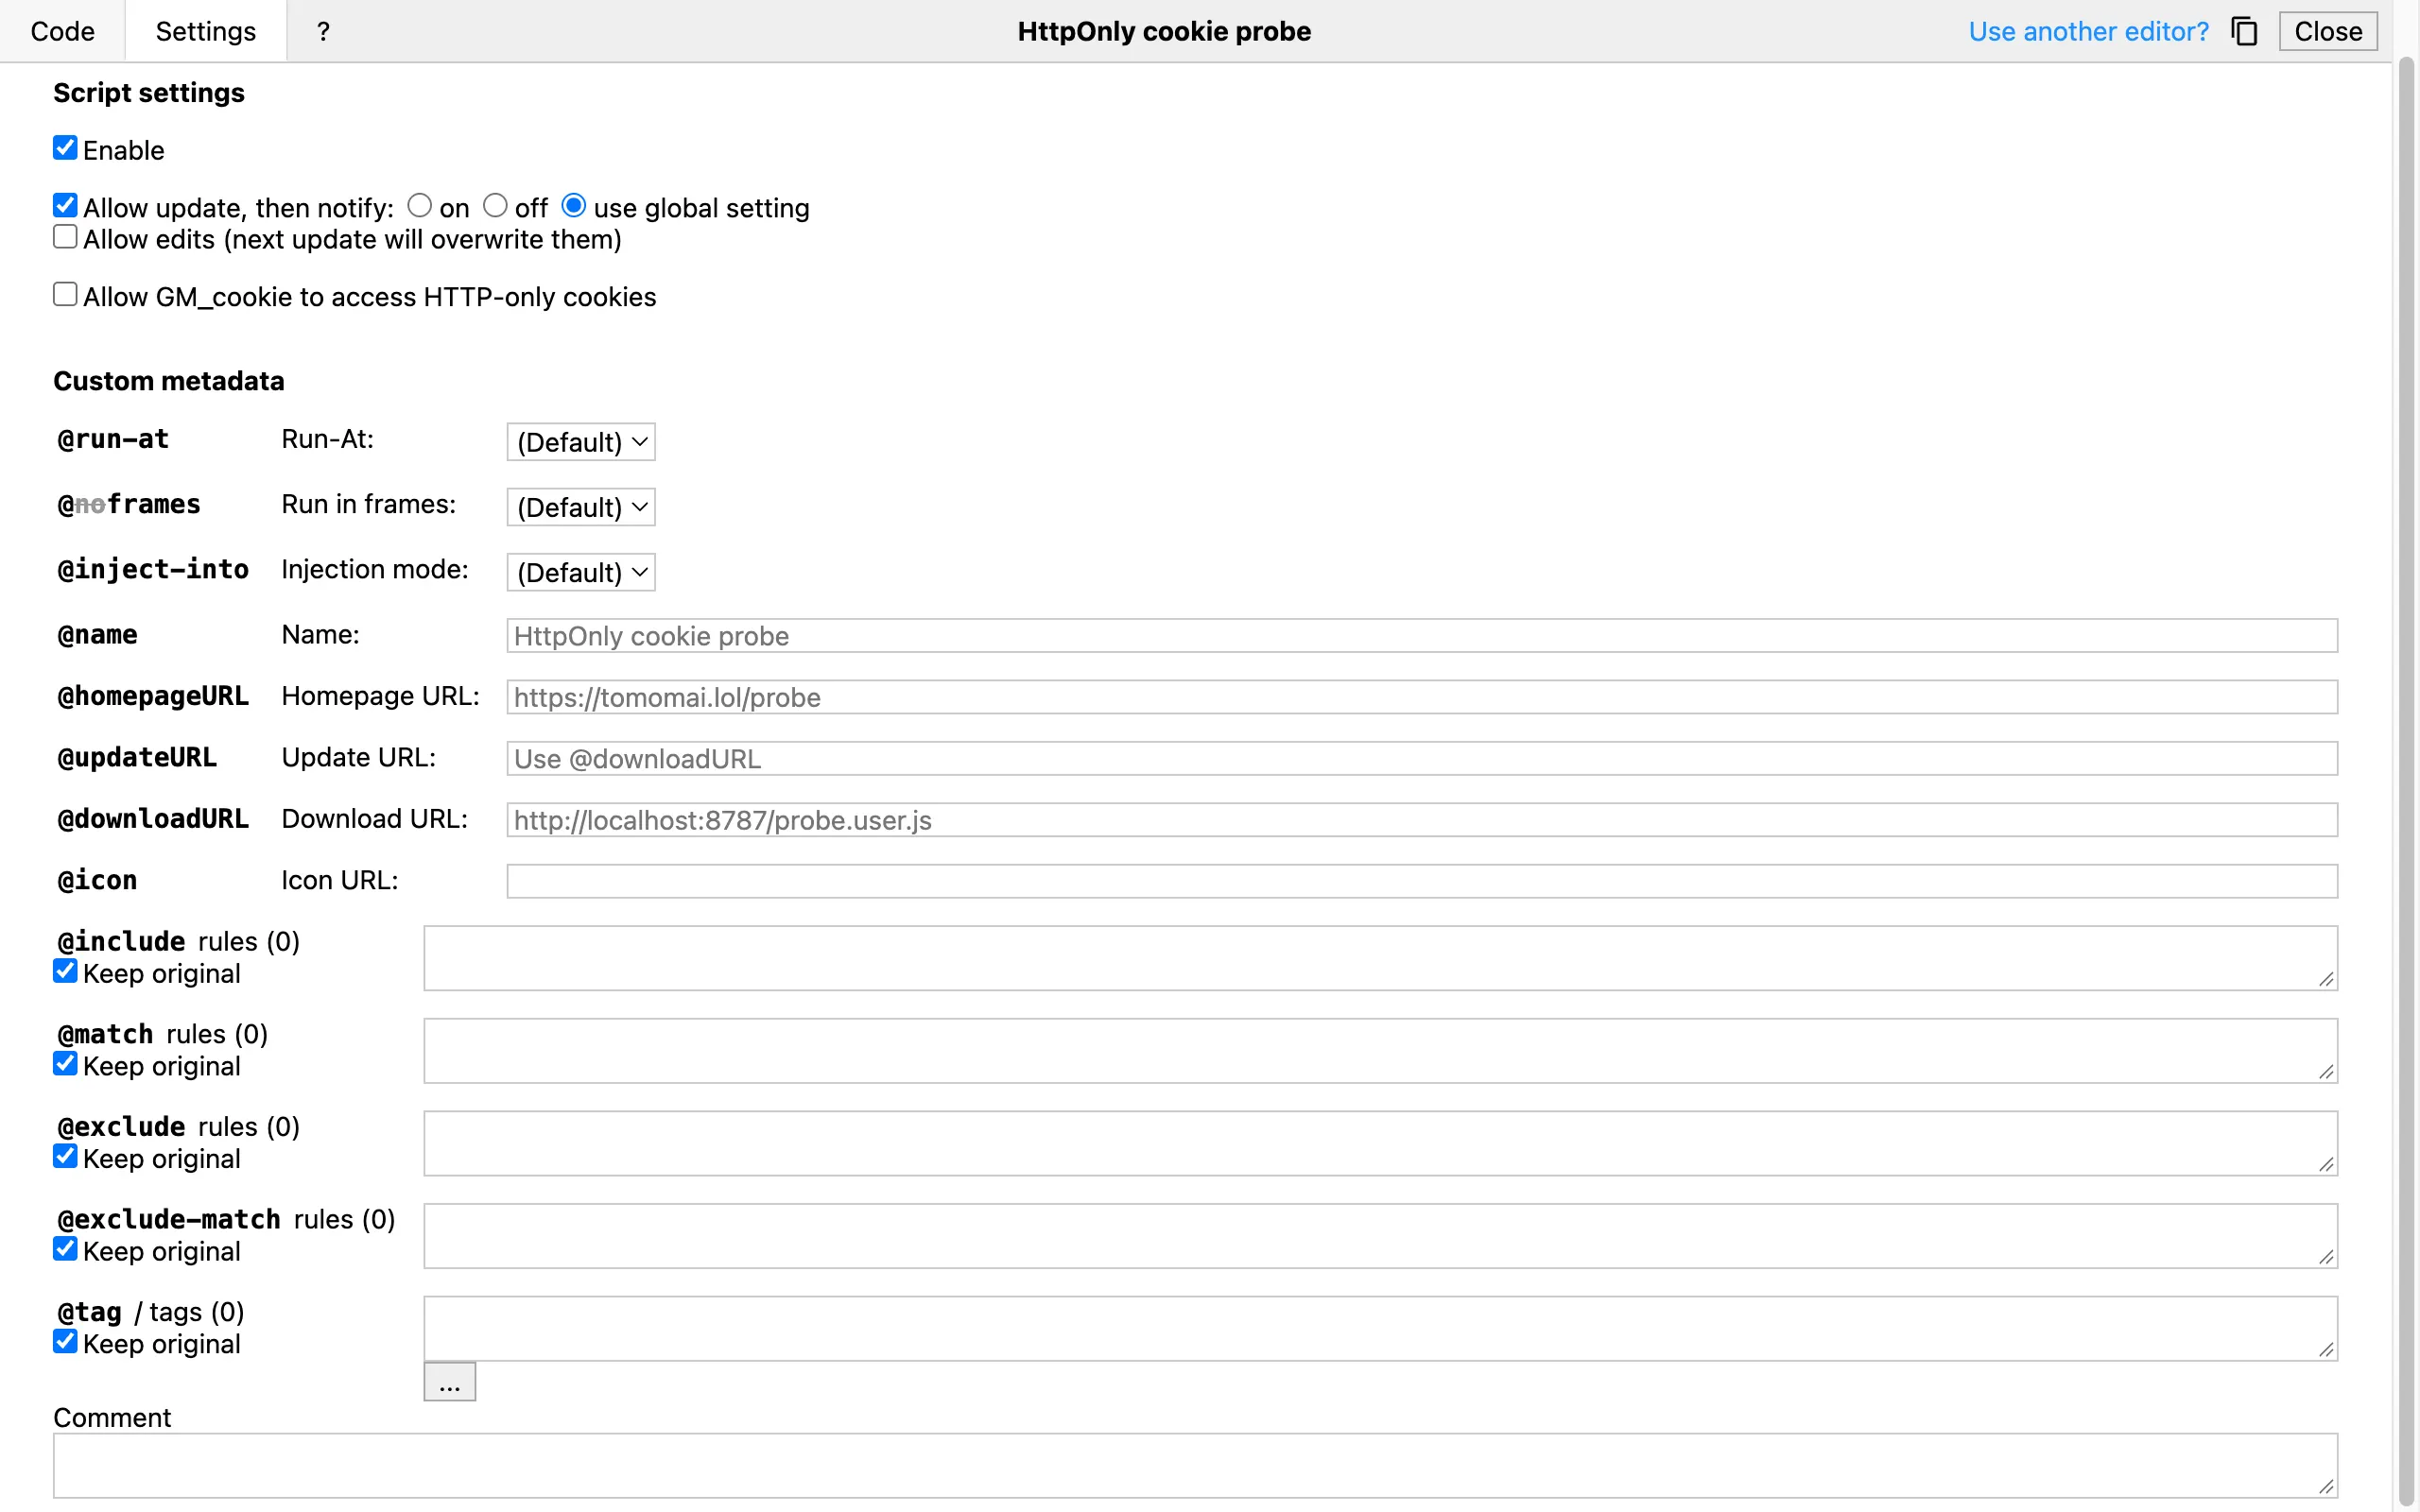 Code Settings ? HttpOnly cookie probe Use another editor? Close
Script settings
Enable
Allow update, then notify: on off use global setting
Allow edits (next update will overwrite them)
Allow GM_cookie to access HTTP-only cookies
Custom metadata
@run-at Run-At: (Default)
@noframes Run in frames: (Default)
@inject-into Injection mode: (Default)
@name Name: HttpOnly cookie probe
@homepageURL Homepage URL: https://tomomai.lol/probe
@updateURL Update URL: Use @downloadURL
@downloadURL Download URL: http://localhost:8787/probe.user.js
@icon Icon URL:
@include rules (0)
Keep original
@match rules (0)
Keep original
@exclude rules (0)
Keep original
@exclude-match rules (0)
Keep original
@tag / tags (0)
Keep original
...
Comment